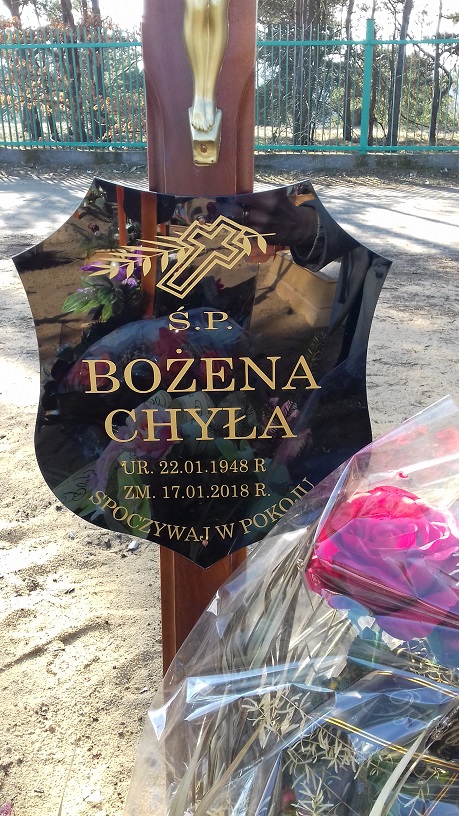 Ś.P.
BOŻENA
CHYŁA
UR. 22.01.1948 R
ZM. 17.01.2018 R.
SPOCZYWAJ W POKOJU